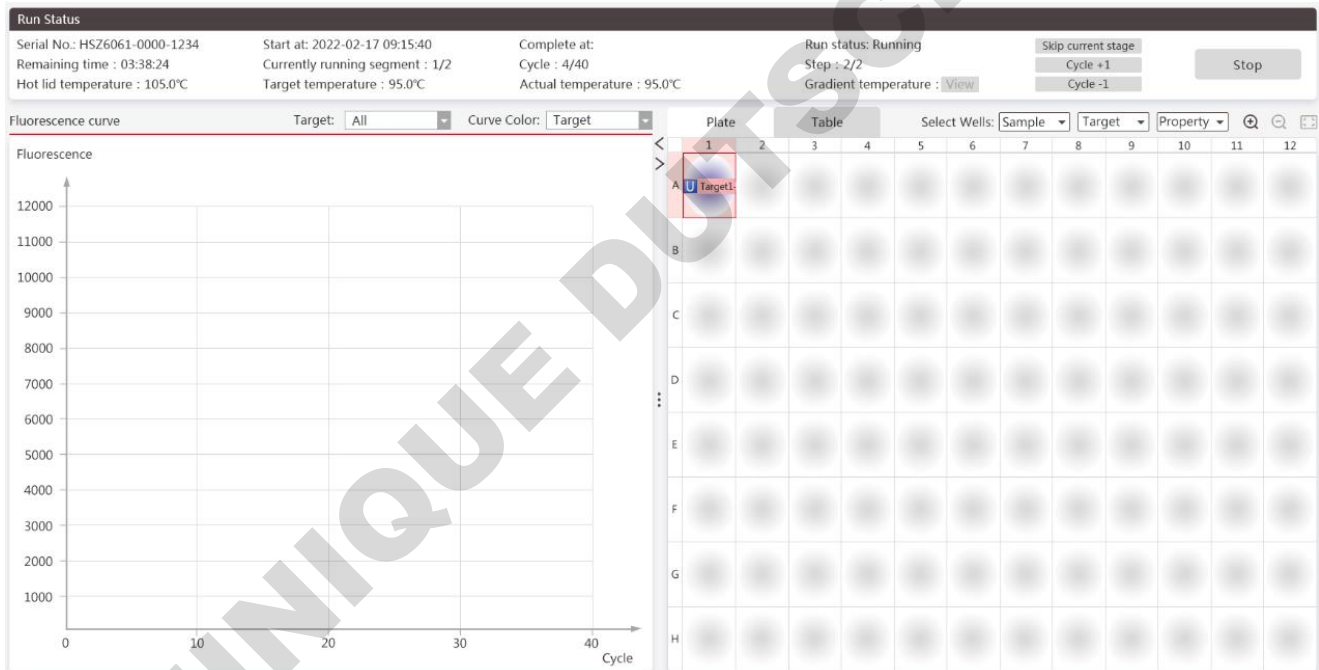 Run Status
Serial No.: HSZ6061-0000-1234 Start at: 2022-02-17 09:15:40 Complete at: Run status: Running Skip current stage
Remaining time : 03:38:24 Currently running segment : 1/2 Cycle : 4/40 Step : 2/2 Cycle +1 Stop
Hot lid temperature : 105.0℃ Target temperature : 95.0℃ Actual temperature : 95.0℃ Gradient temperature : View Cycle -1
Fluorescence curve Target: All Curve Color: Target Plate Table Select Wells: Sample Target Property
Fluorescence
12000
11000
10000
9000
8000
7000
6000
5000
4000
3000
2000
1000
0 10 20 30 40
Cycle
1 2 3 4 5 6 7 8 9 10 11 12
A U Target1-
B
C
D
E
F
G
H
UNIQUE DUTSC